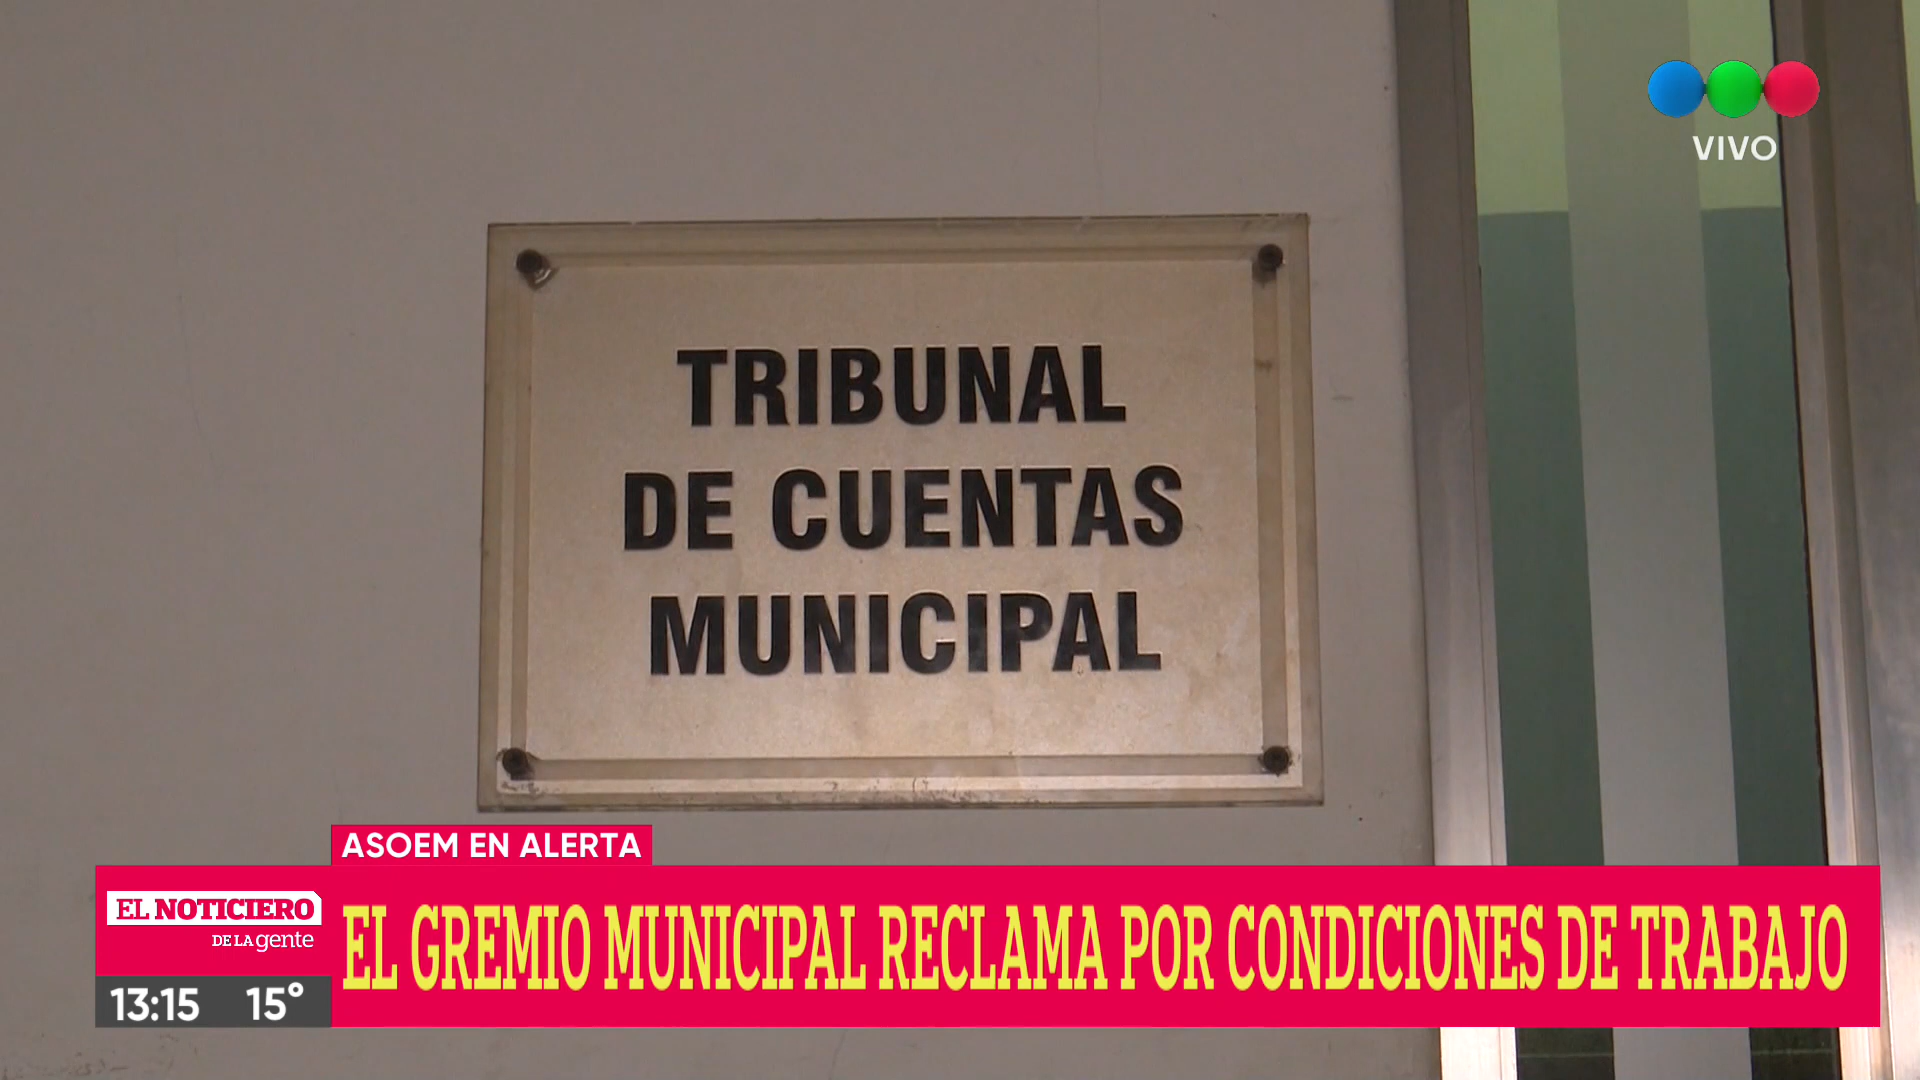 VIVO
TRIBUNAL
DE CUENTAS
MUNICIPAL
ASOEM EN ALERTA
EL NOTICIERO
DE LA gente
EL GREMIO MUNICIPAL RECLAMA POR CONDICIONES DE TRABAJO
13:15 15°